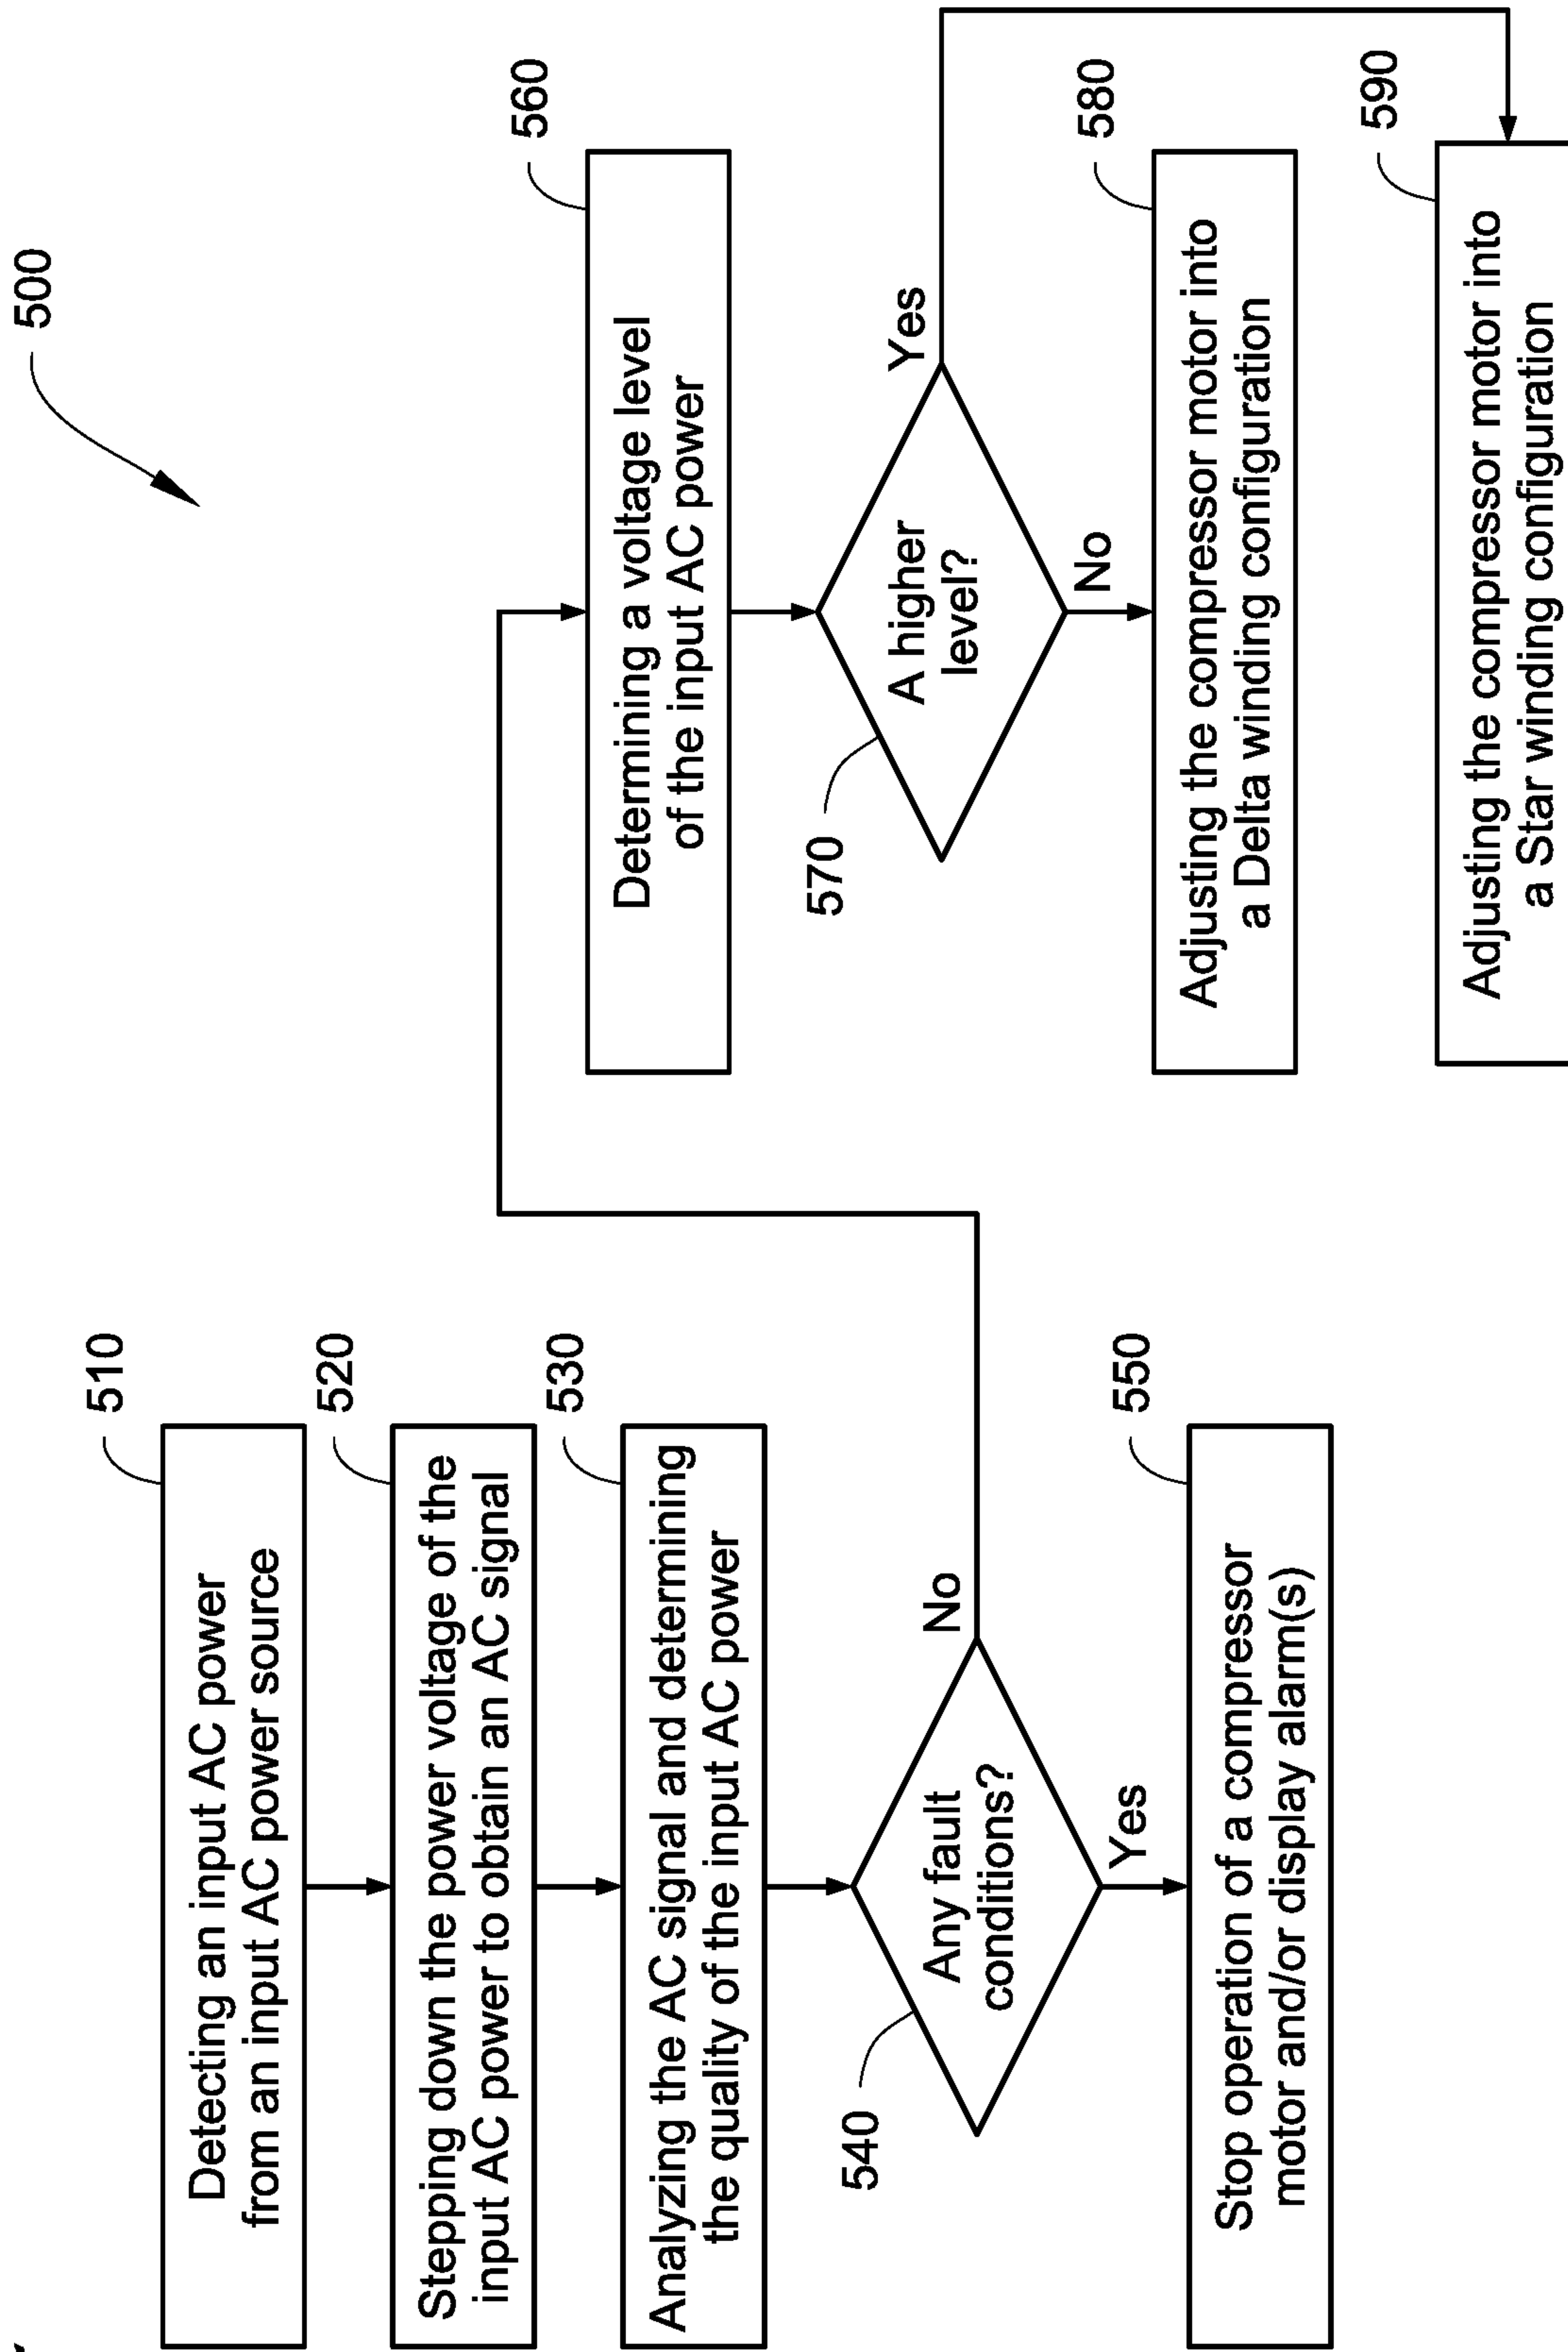 500
510
Detecting an input AC power
from an input AC power source
520
Stepping down the power voltage of the
input AC power to obtain an AC signal
530
Analyzing the AC signal and determining
the quality of the input AC power
540
Any fault
conditions?
No
Yes
550
Stop operation of a compressor
motor and/or display alarm(s)
560
Determining a voltage level
of the input AC power
570
A higher
level?
Yes
No
580
Adjusting the compressor motor into
a Delta winding configuration
590
Adjusting the compressor motor into
a Star winding configuration